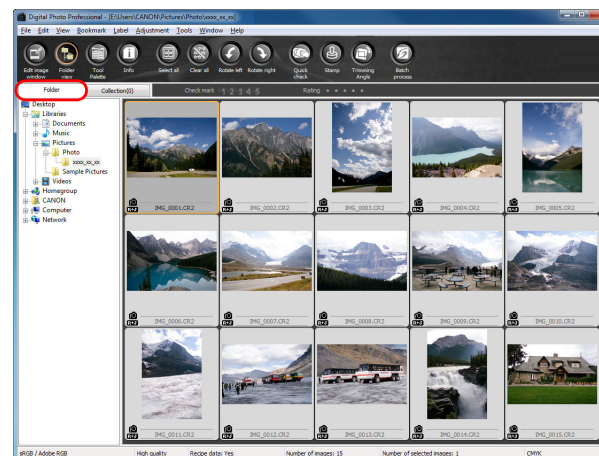 Digital Photo Professional - [E:\Users\CANON\Pictures\Photo\xxxx_xx_xx]
File Edit View Bookmark Label Adjustment Tools Window Help
Edit image window Folder view Tool Palette Info Select all Clear all Rotate left Rotate right Quick check Stamp Trimming Angle Batch process
Folder Collection(0) Check mark 1 2 3 4 5 Rating
Desktop
Libraries
Documents
Music
Pictures
Photo
xxxx_xx_xx
Sample Pictures
Videos
Homegroup
CANON
Computer
Network
IMG_0001.CR2 IMG_0002.CR2 IMG_0003.CR2 IMG_0004.CR2 IMG_0005.CR2
IMG_0006.CR2 IMG_0007.CR2 IMG_0008.CR2 IMG_0009.CR2 IMG_0010.CR2
IMG_0011.CR2 IMG_0012.CR2 IMG_0013.CR2 IMG_0014.CR2 IMG_0015.CR2
sRGB / Adobe RGB High quality Recipe data: Yes Number of images: 15 Number of selected images: 1 CMYK